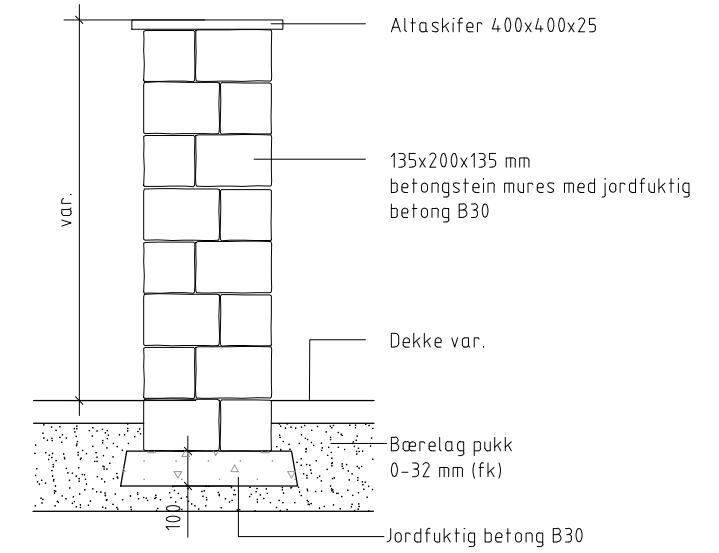 Altaskifer 400x400x25
135x200x135 mm
betongstein mures med jordfuktig
betong B30
var.
Dekke var.
Bærelag pukk
0-32 mm (fk)
100
Jordfuktig betong B30